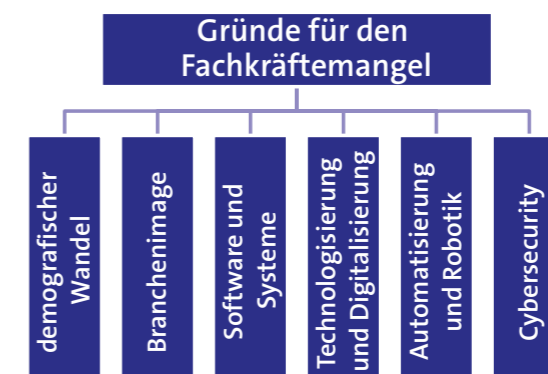 Gründe für den
Fachkräftemangel
demografischer
Wandel
Branchenimage
Software und
Systeme
Technologisierung
und Digitalisierung
Automatisierung
und Robotik
Cybersecurity